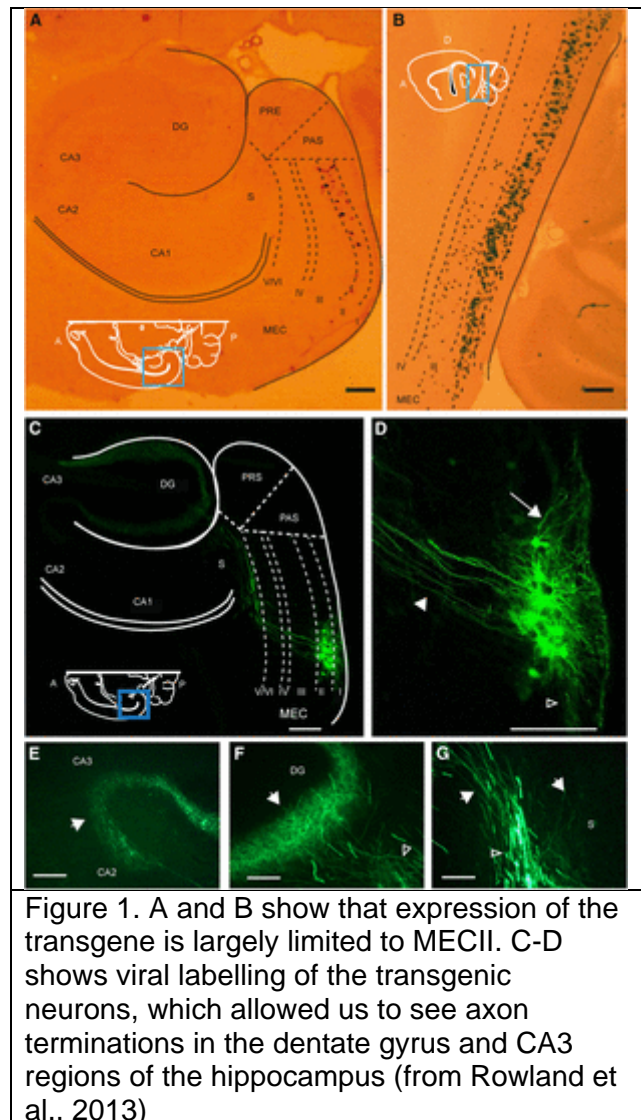 A
D
A
PRE
DG
PAS
CA3
S
CA2
CA1
V/VI
IV
III
II
I
MEC
A
P
B
D
A
IV
III
II
I
MEC
C
CA3
DG
PRS
PAS
CA2
S
CA1
A
P
V/VI
IV
III
II
I
MEC
D
E
CA3
CA2
F
DG
G
S
Figure 1. A and B show that expression of the
transgene is largely limited to MECII. C-D
shows viral labelling of the transgenic
neurons, which allowed us to see axon
terminations in the dentate gyrus and CA3
regions of the hippocampus (from Rowland et
al., 2013)